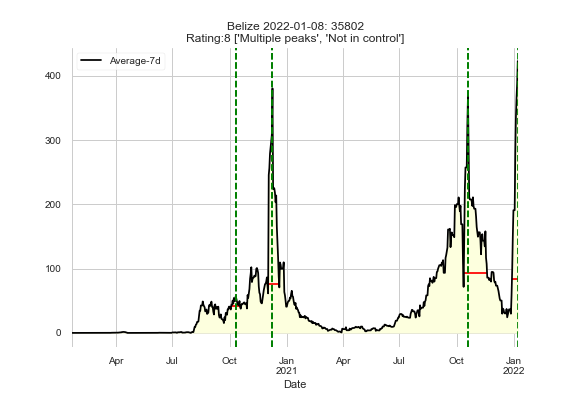 Belize 2022-01-08: 35802
Rating:8 ['Multiple peaks', 'Not in control']
Average-7d
400
300
200
100
0
Apr
Jul
Oct
Jan
2021
Apr
Jul
Oct
Jan
2022
Date